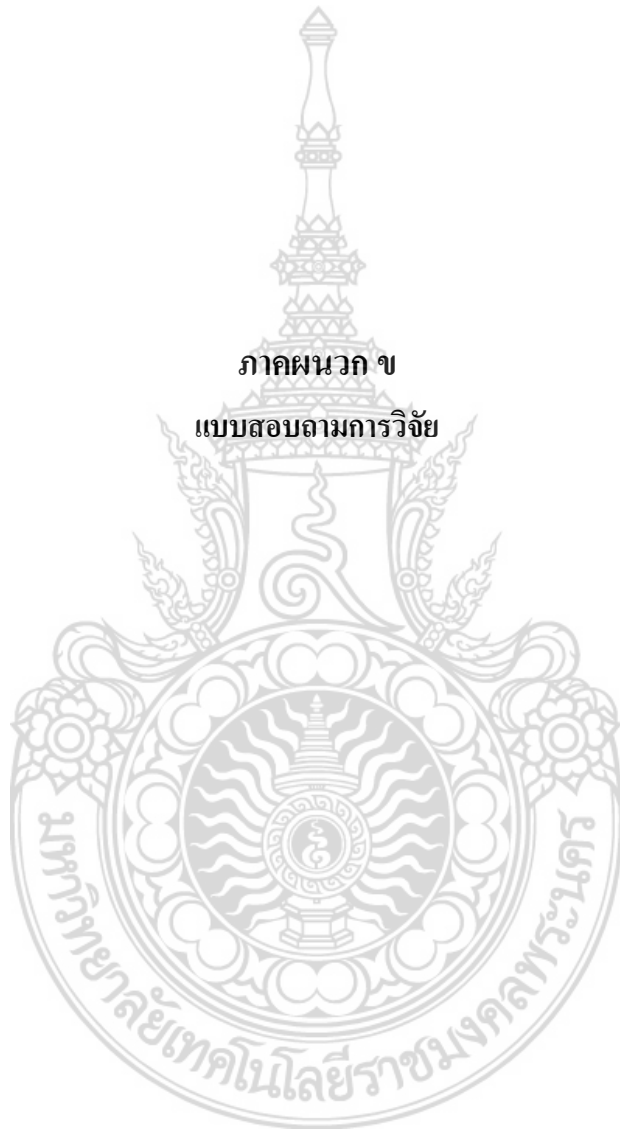 ภาคผนวก ข
แบบสอบถามการวิจัย
มหาวิทยาลัยเทคโนโลยีราชมงคลพระนคร